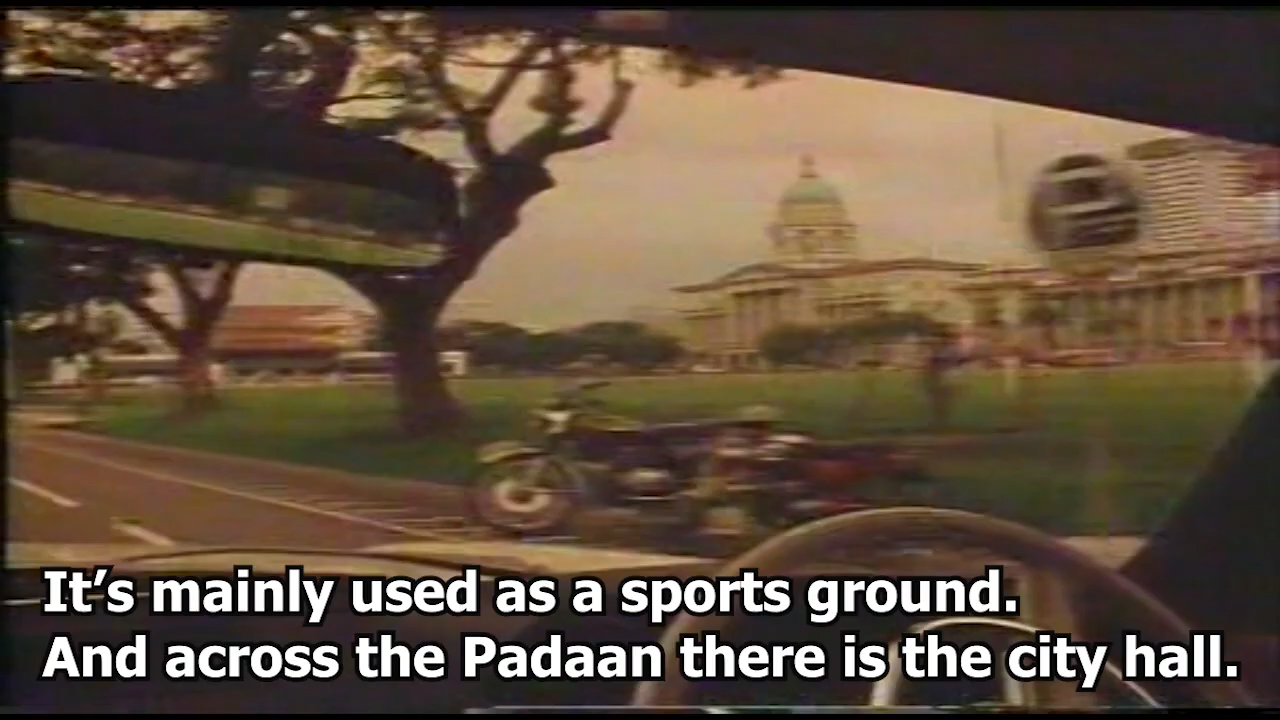 It’s mainly used as a sports ground.
And across the Padaan there is the city hall.